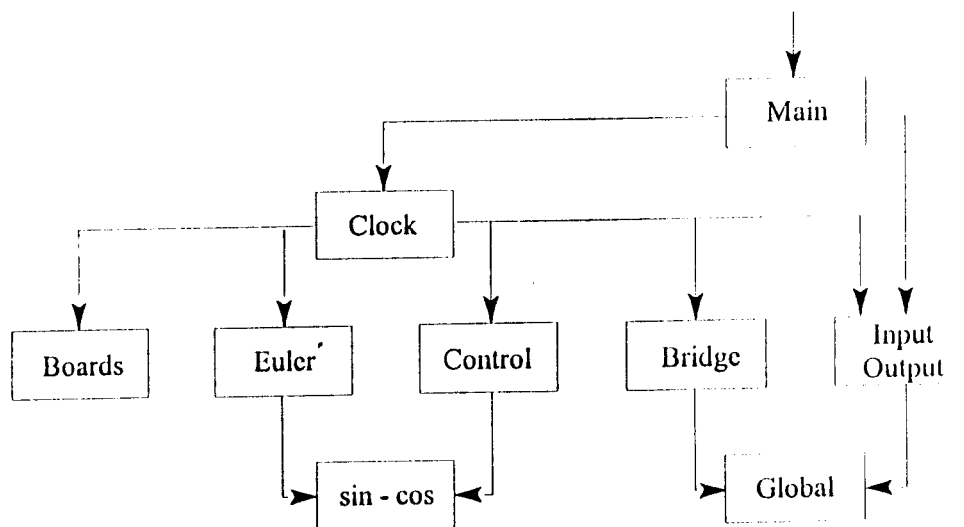 Main
Clock
Boards
Euler
Control
Bridge
Input
Output
sin - cos
Global